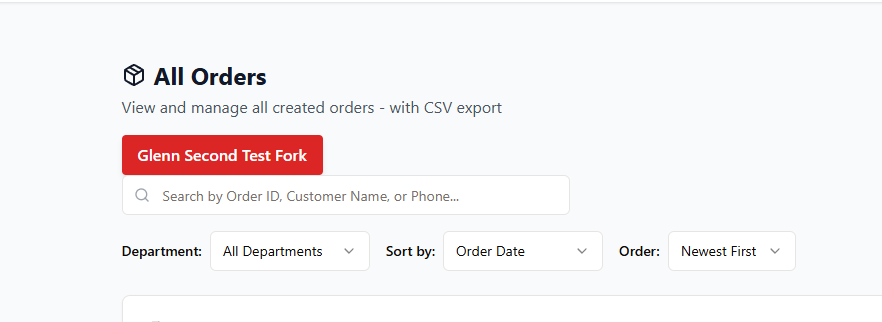 All Orders
View and manage all created orders - with CSV export
Glenn Second Test Fork
Search by Order ID, Customer Name, or Phone...
Department: All Departments Sort by: Order Date Order: Newest First